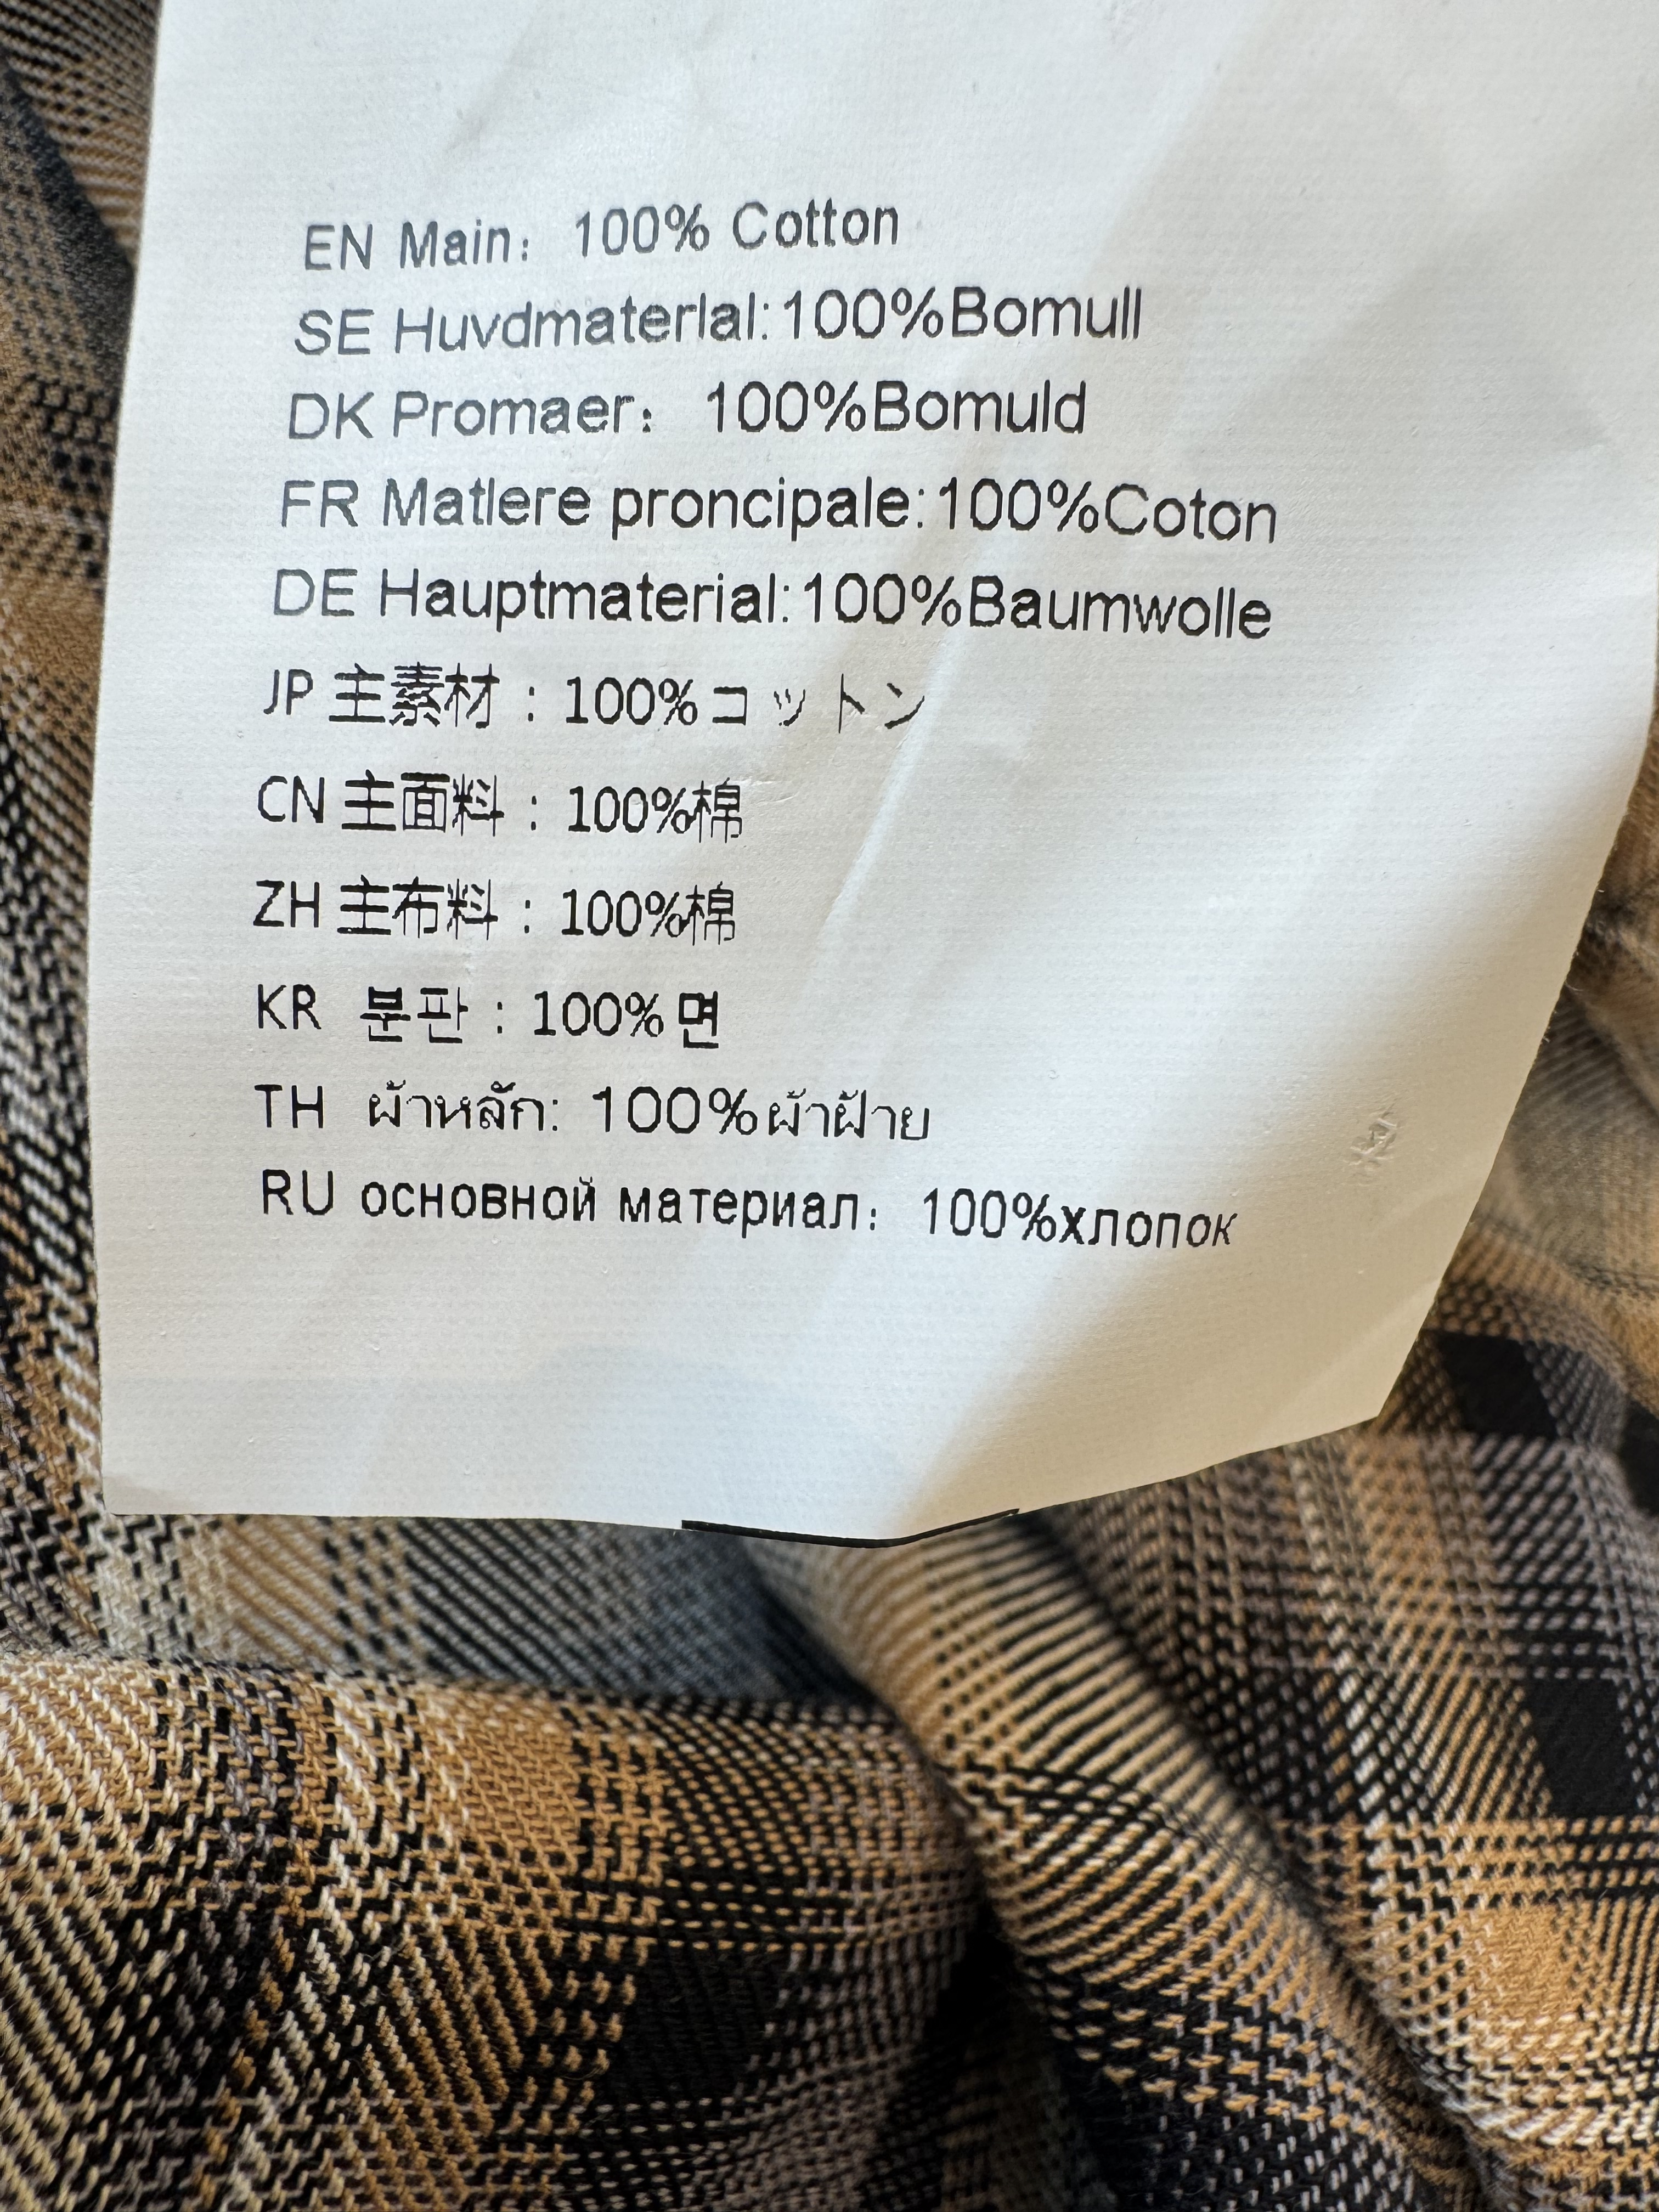 EN Main： 100% Cotton
SE Huvdmaterlal:100%Bomull
DK Promaer： 100%Bomuld
FR Matlere proncipale:100%Coton
DE Hauptmaterial:100%Baumwolle
JP 主素材 : 100%コットン
CN 主面料 : 100%棉
ZH 主布料 : 100%棉
KR 분판 : 100%면
TH ผ้าหลัก: 100%ผ้าฝ้าย
RU основной материал： 100%хлопок